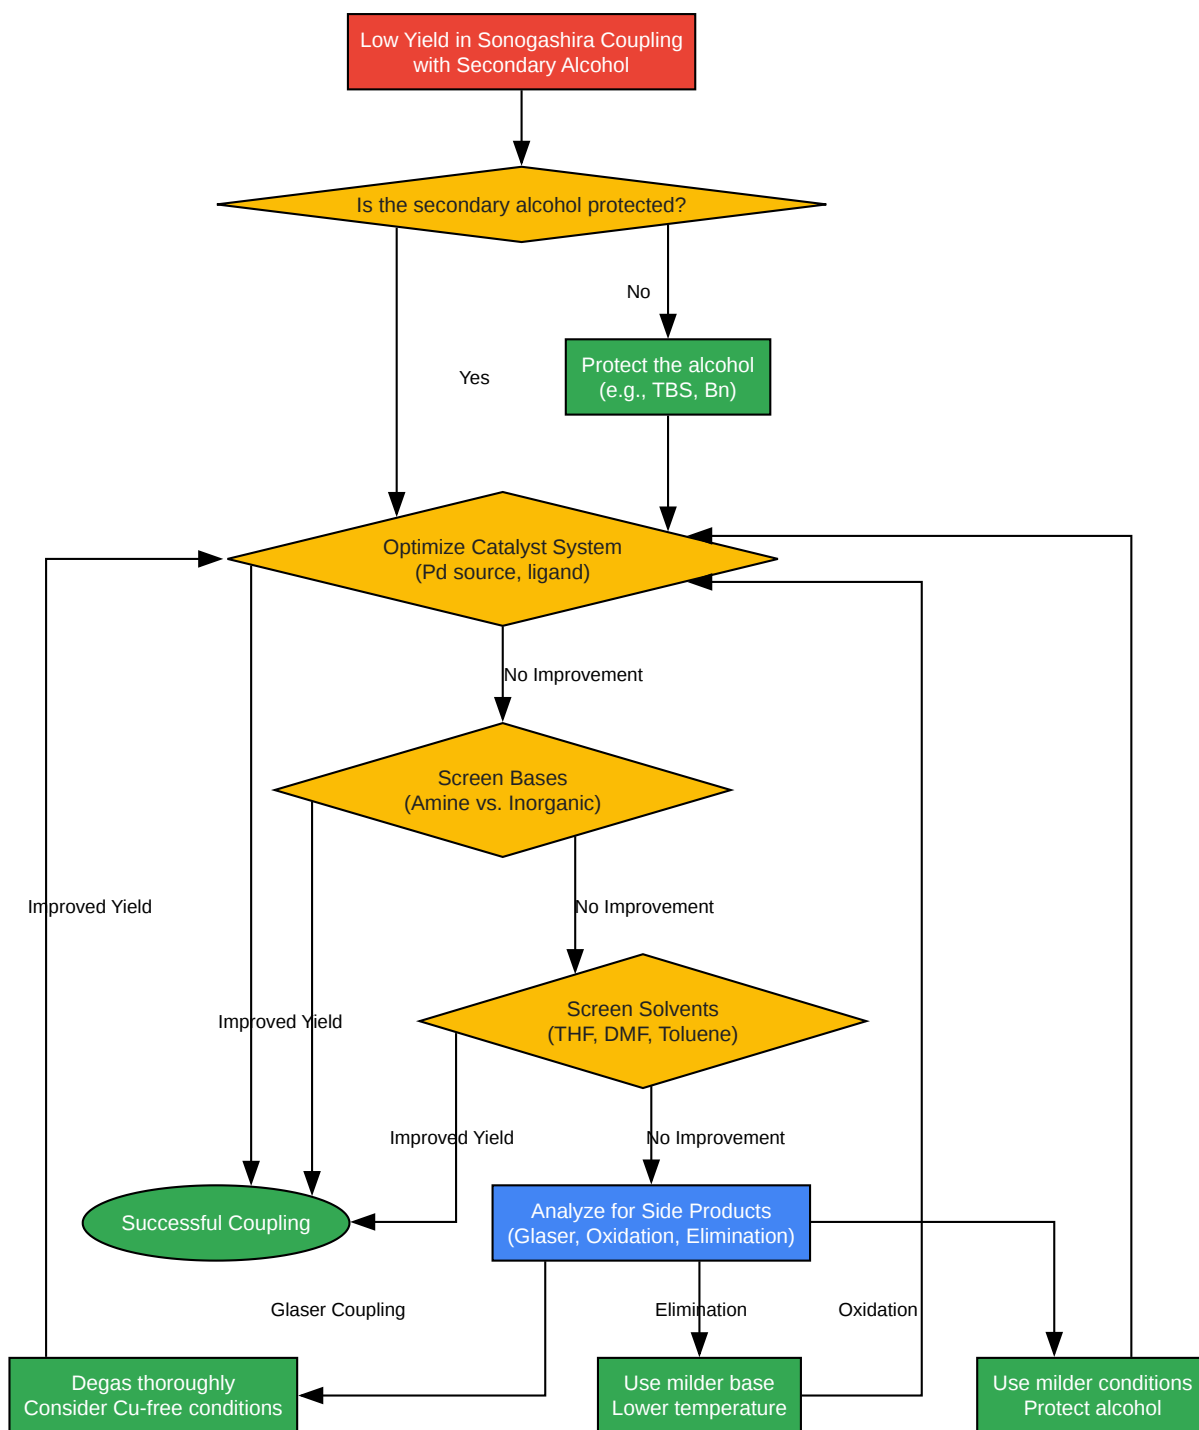 Low Yield in Sonogashira Coupling
with Secondary Alcohol
Is the secondary alcohol protected?
No
Yes
Protect the alcohol
(e.g., TBS, Bn)
Optimize Catalyst System
(Pd source, ligand)
No Improvement
Screen Bases
(Amine vs. Inorganic)
Improved Yield
No Improvement
Screen Solvents
(THF, DMF, Toluene)
Improved Yield
Improved Yield
No Improvement
Successful Coupling
Analyze for Side Products
(Glaser, Oxidation, Elimination)
Glaser Coupling
Elimination
Oxidation
Degas thoroughly
Consider Cu-free conditions
Use milder base
Lower temperature
Use milder conditions
Protect alcohol